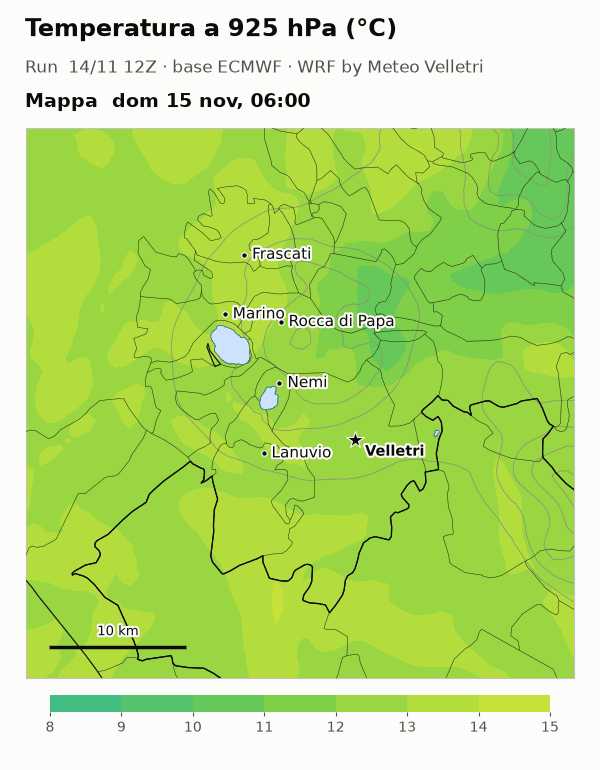 Temperatura a 925 hPa (°C)
Run  14/11 12Z · base ECMWF · WRF by Meteo Velletri
Mappa  dom 15 nov, 06:00
Frascati
Marino
Rocca di Papa
Nemi
Velletri
Lanuvio
10 km
8 9 10 11 12 13 14 15